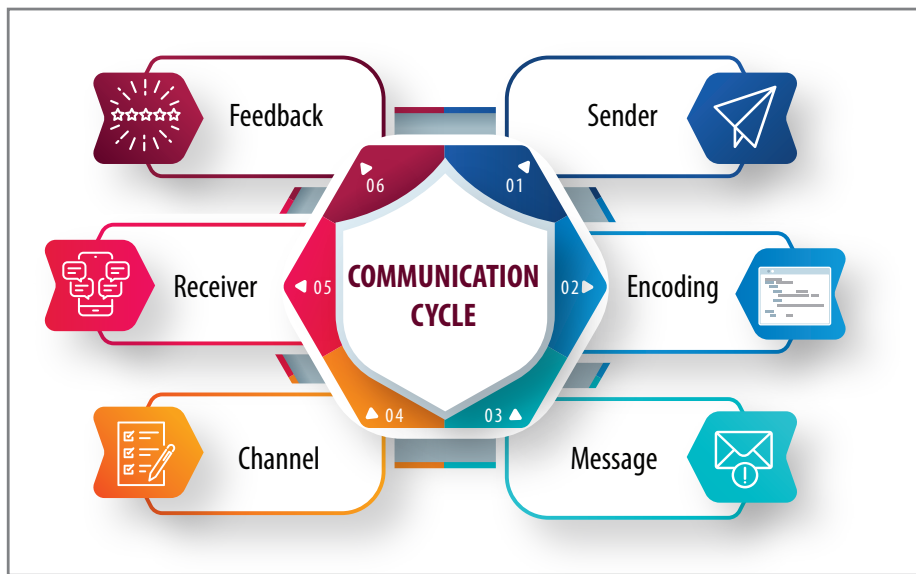 COMMUNICATION
CYCLE
01
Sender
02
Encoding
03
Message
04
Channel
05
Receiver
06
Feedback